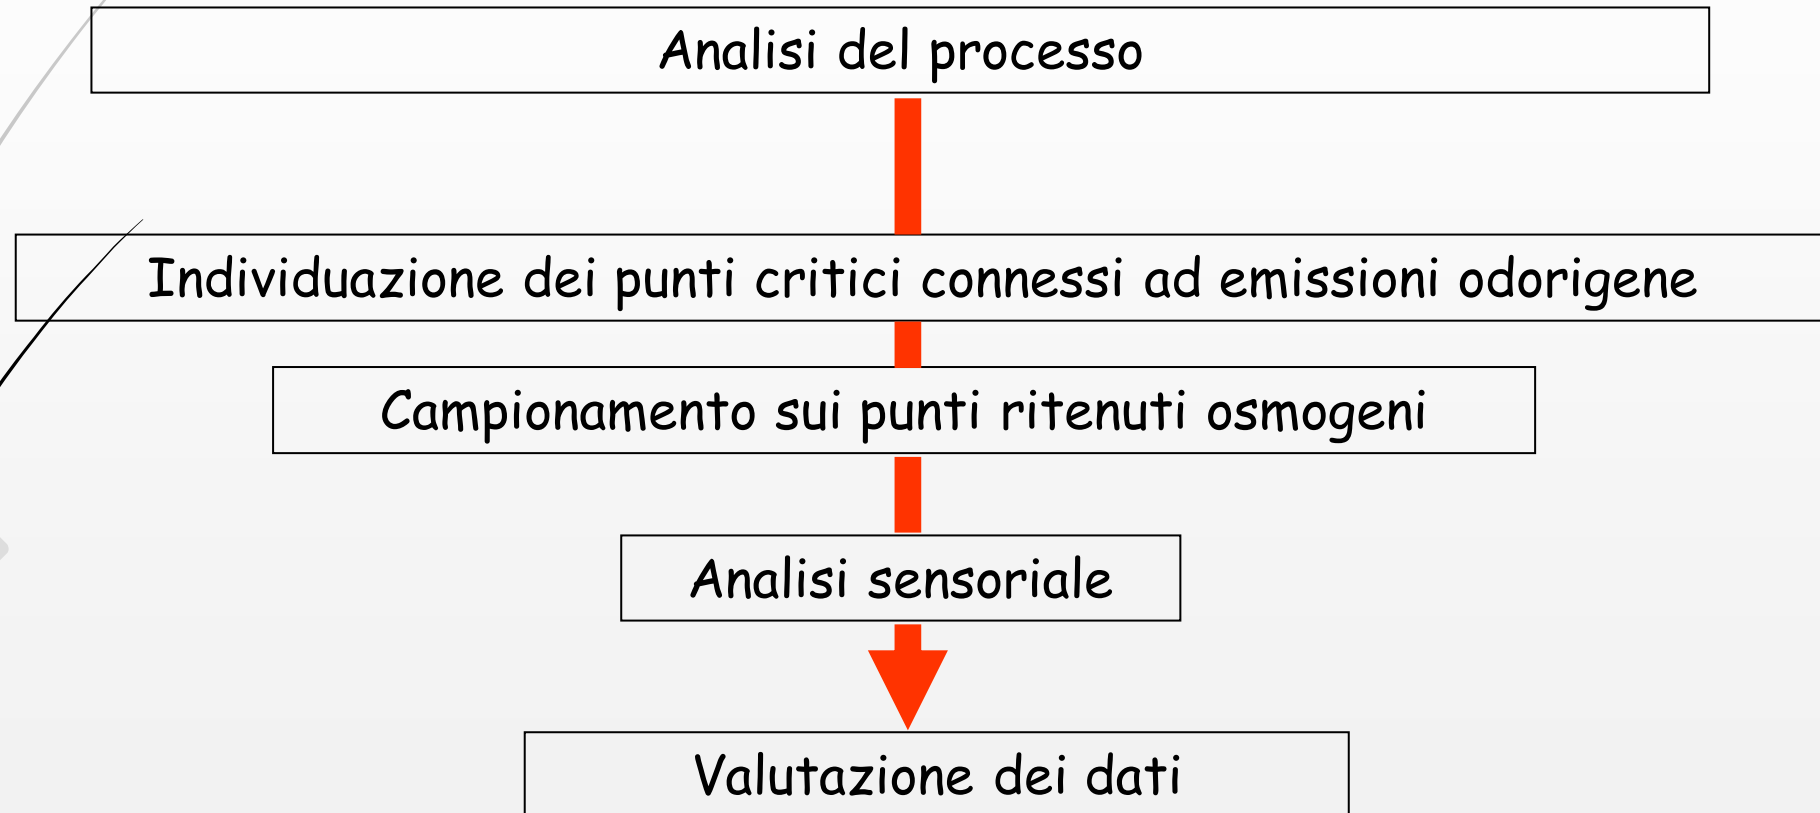 Analisi del processo
Individuazione dei punti critici connessi ad emissioni odorigene
Campionamento sui punti ritenuti osmogeni
Analisi sensoriale
Valutazione dei dati